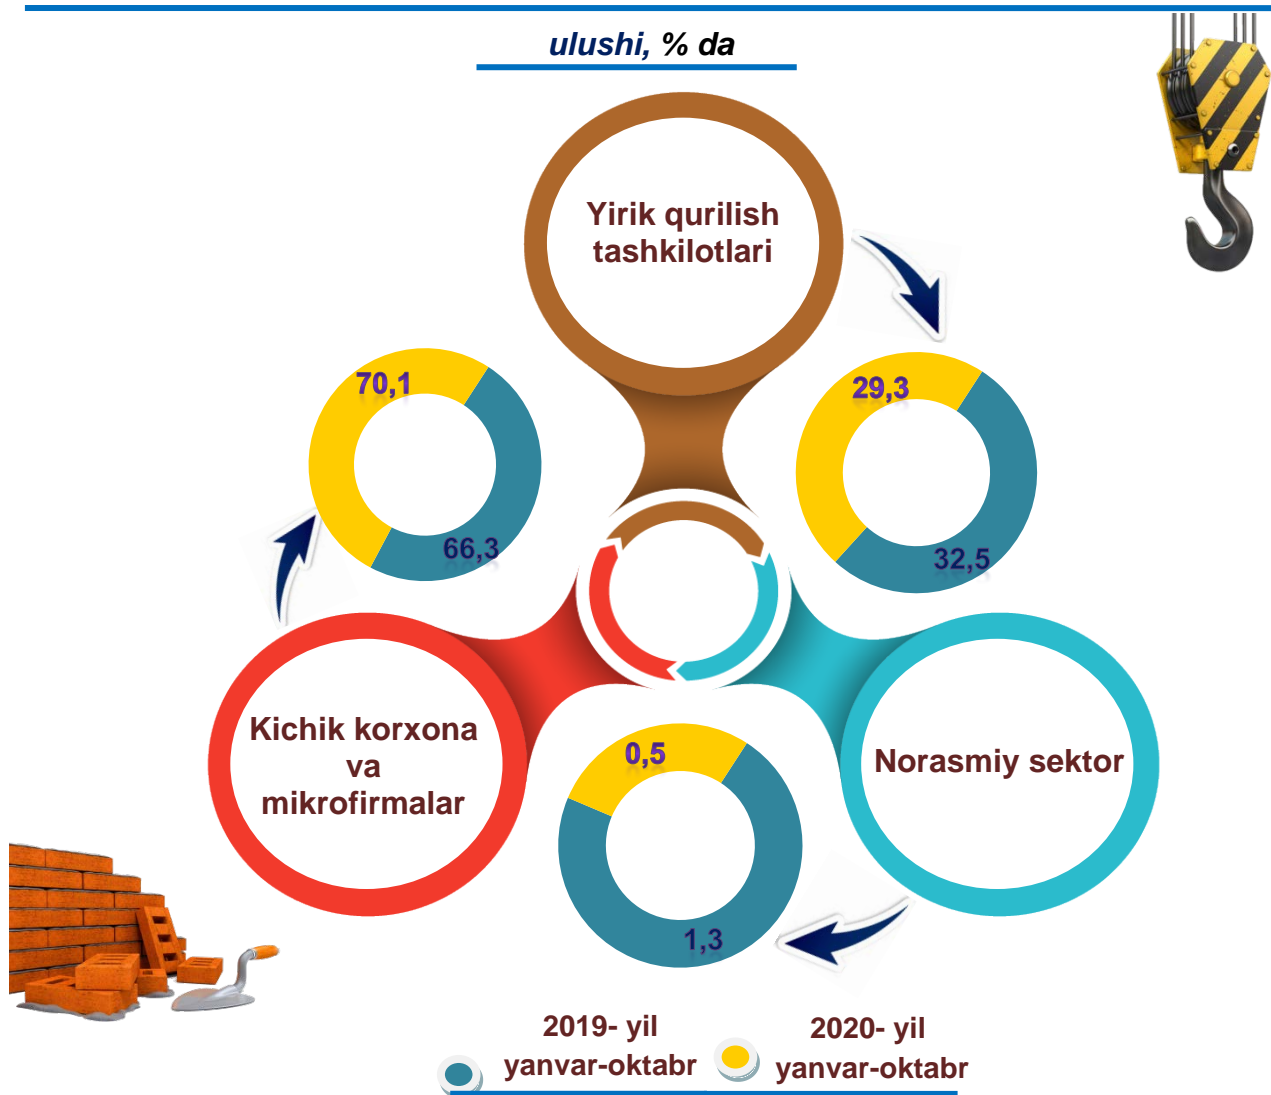 ulushi, % da
Yirik qurilish
tashkilotlari
70,1
66,3
29,3
32,5
Kichik korxona
va
mikrofirmalar
Norasmiy sektor
0,5
1,3
2019- yil
yanvar-oktabr
2020- yil
yanvar-oktabr